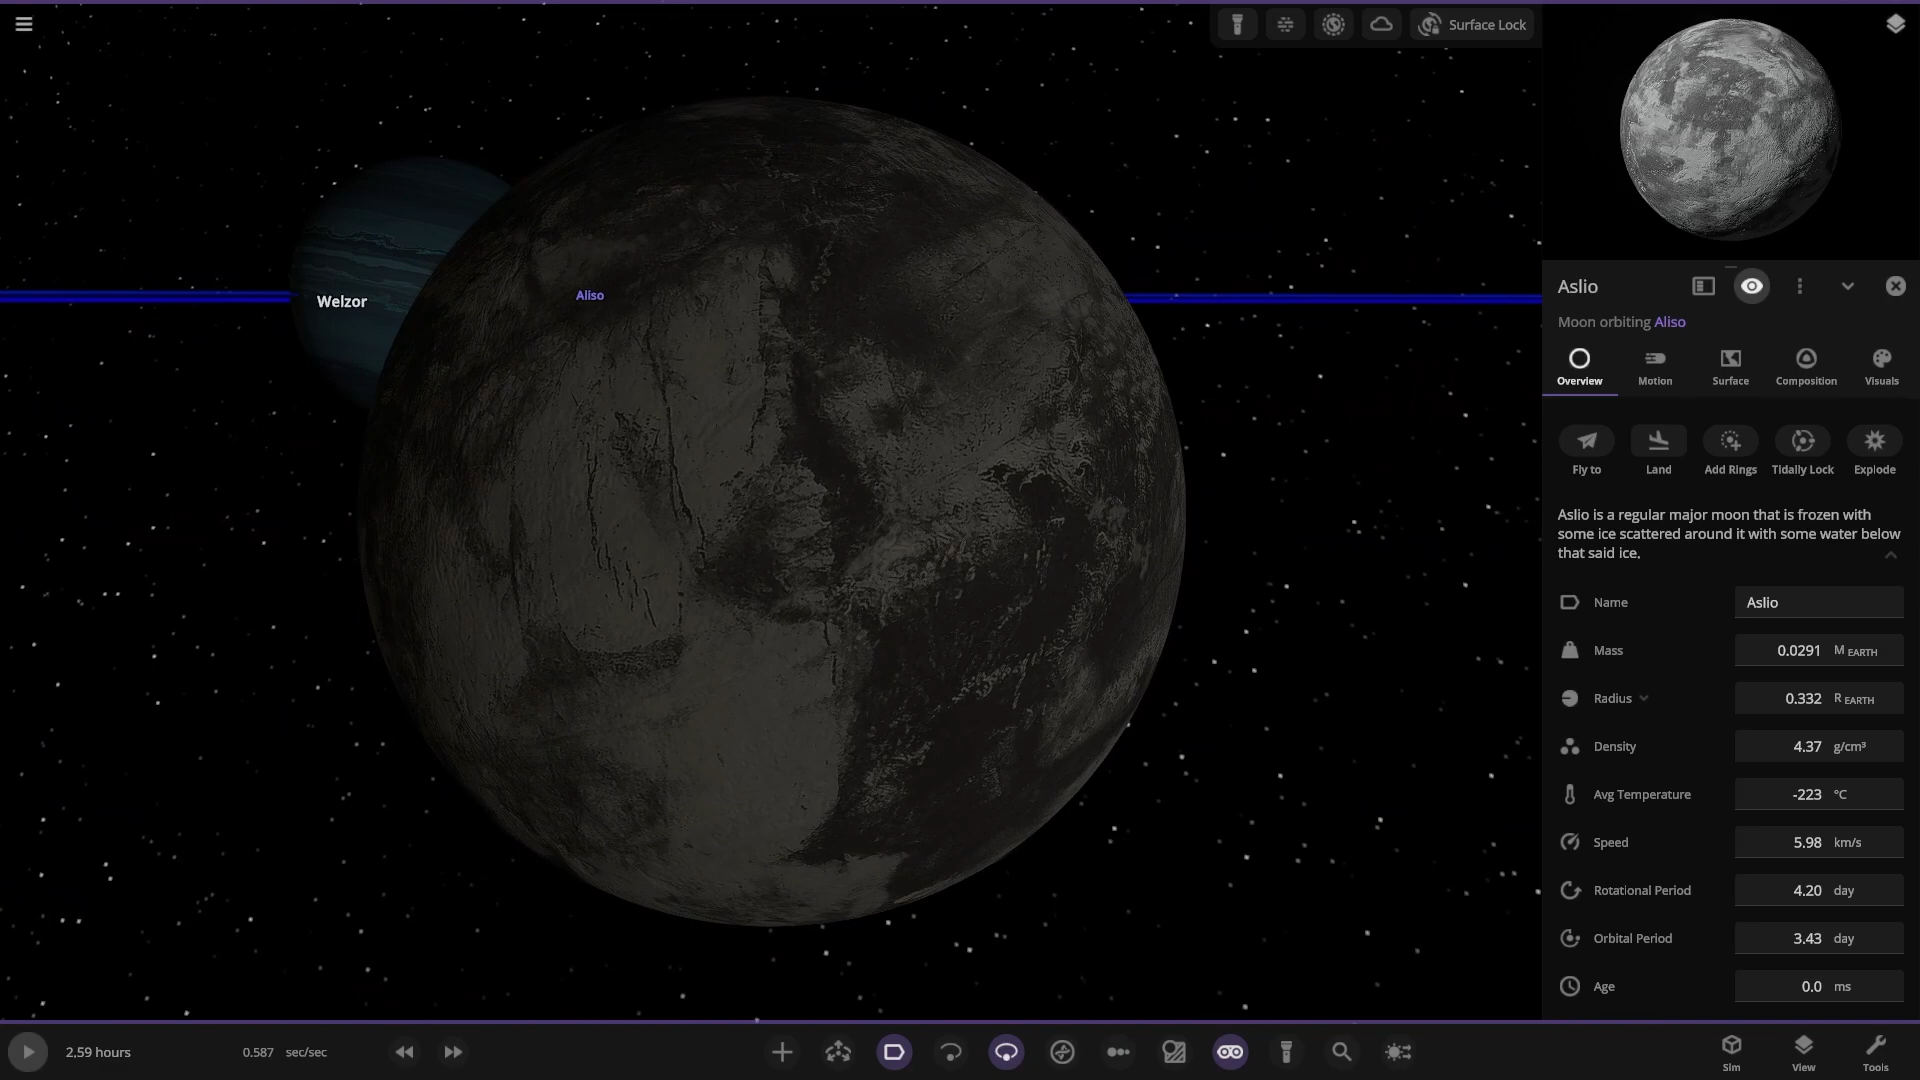 Surface Lock
Welzor
Aliso
Aslio
Moon orbiting Aliso
Overview
Motion
Surface
Composition
Visuals
Fly to
Land
Add Rings
Tidally Lock
Explode
Aslio is a regular major moon that is frozen with
some ice scattered around it with some water below
that said ice.
Name Aslio
Mass 0.0291 M EARTH
Radius 0.332 R EARTH
Density 4.37 g/cm³
Avg Temperature -223 °C
Speed 5.98 km/s
Rotational Period 4.20 day
Orbital Period 3.43 day
Age 0.0 ms
2.59 hours
0.587 sec/sec
Sim
View
Tools